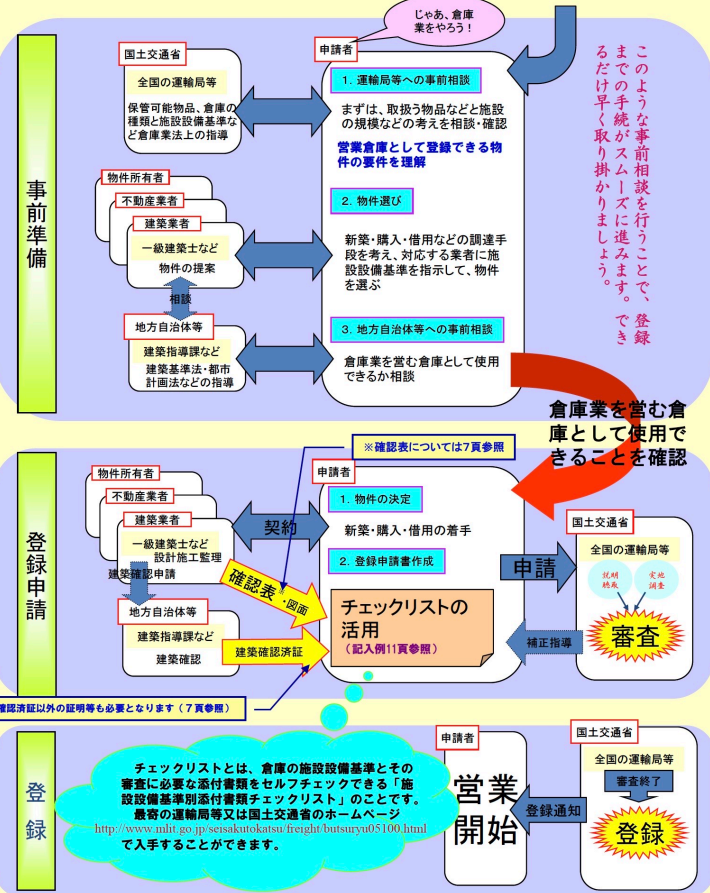 じゃあ、倉庫
業をやろう！
事前準備
国土交通省
全国の運輸局等
保管可能物品、倉庫の
種類と施設設備基準な
ど倉庫業法上の指導
申請者
1. 運輸局等への事前相談
まずは、取扱う物品などと施設
の規模などの考えを相談・確認
営業倉庫として登録できる物
件の要件を理解
物件所有者
不動産業者
建築業者
一級建築士など
物件の提案
2. 物件選び
新築・購入・借用などの調達手
段を考え、対応する業者に施
設設備基準を指示して、物件
を選ぶ
相談
地方自治体等
建築指導課など
建築基準法・都市
計画法などの指導
3. 地方自治体等への事前相談
倉庫業を営む倉庫として使用
できるか相談
このような事前相談を行うことで、登録
までの手続がスムーズに進みます。でき
るだけ早く取り掛かりましょう。
倉庫業を営む倉
庫として使用で
きることを確認
登録申請
※確認表については7頁参照
物件所有者
不動産業者
建築業者
一級建築士など
設計施工監理
建築確認申請
地方自治体等
建築指導課など
建築確認
契約
確認表・図面
建築確認済証
申請者
1. 物件の決定
新築・購入・借用の着手
2. 登録申請書作成
チェックリストの
活用
（記入例11頁参照）
申請
補正指導
国土交通省
全国の運輸局等
説明
聴取
実地
調査
審査
確認済証以外の証明等も必要となります（７頁参照）
登録
チェックリストとは、倉庫の施設設備基準とその
審査に必要な添付書類をセルフチェックできる「施
設設備基準別添付書類チェックリスト」のことです。
最寄の運輸局等又は国土交通省のホームページ
http://www.mlit.go.jp/seisakutokatsu/freight/butsuryu05100.html
で入手することができます。
申請者
営業
開始
登録通知
国土交通省
全国の運輸局等
審査終了
登録